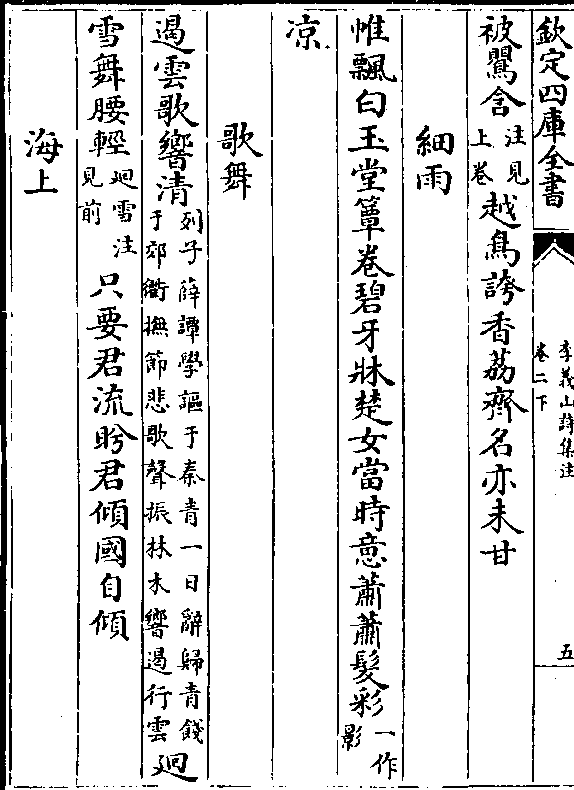 欽定四庫全書
李義山詩集注
卷二下
五
被鸎含注見上卷越鳥誇香荔齊名亦未甘
細雨
帷飄白玉堂簟卷碧牙牀楚女當時意蕭蕭髮彩一作影
凉
歌舞
遏雲歌響清列子薛譚學謳于秦青一日辭歸青餞于郊衢撫節悲歌聲振林木響遏行雲廻
雪舞腰輕廻雪注見前只要君流眄君傾國自傾
海上